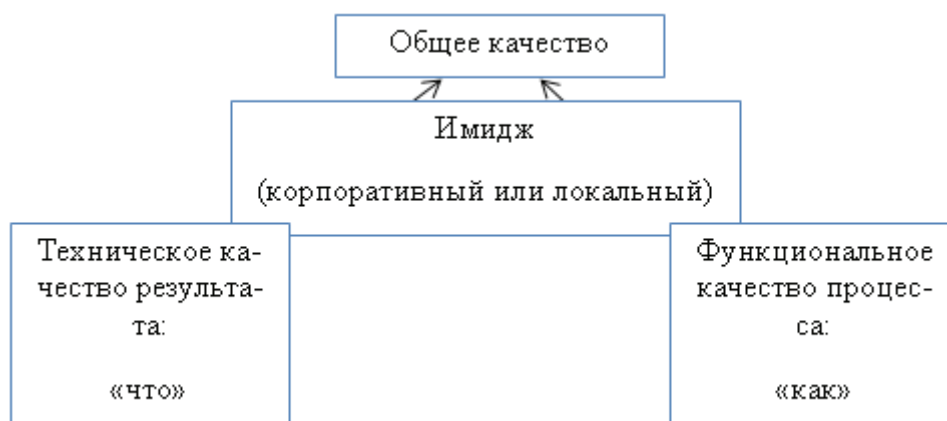 Общее качество
Имидж
(корпоративный или локальный)
Техническое ка-
чество результа-
та:
«что»
Функциональное
качество процес-
са:
«как»